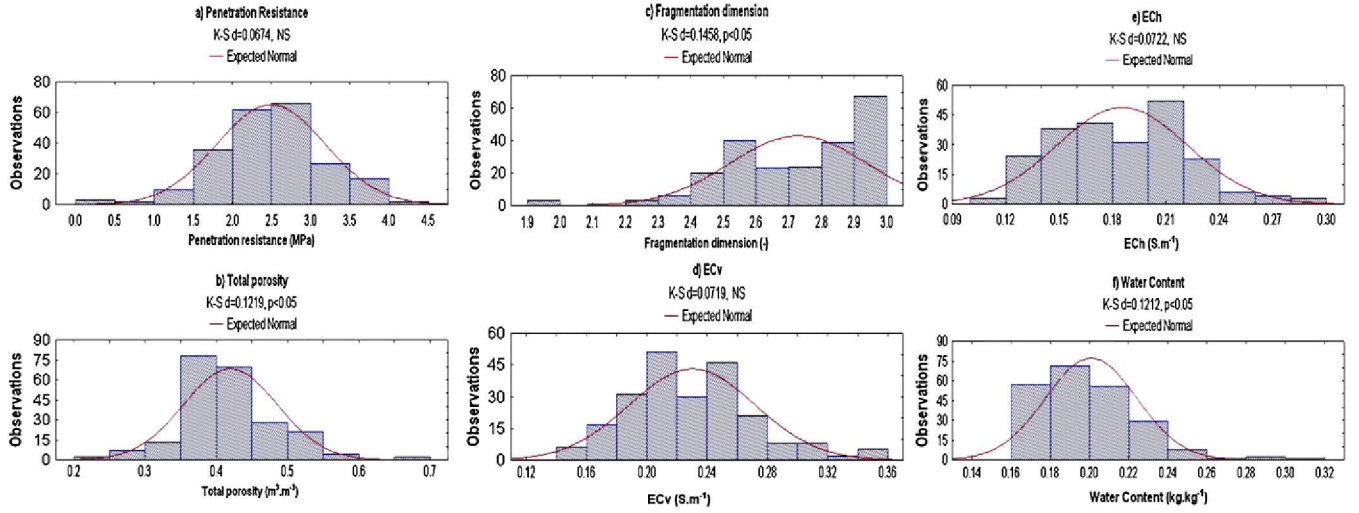 a) Penetration Resistance
K-S d=0.0674, NS
Expected Normal
80
60
40
20
0
Observations
0.0 0.5 1.0 1.5 2.0 2.5 3.0 3.5 4.0 4.5
Penetration resistance (MPa)
b) Total porosity
K-S d=0.1219, p<0.05
Expected Normal
90
75
60
45
30
15
0
Observations
0.2 0.3 0.4 0.5 0.6 0.7
Total porosity (m³.m⁻³)
c) Fragmentation dimension
K-S d=0.1458, p<0.05
Expected Normal
80
60
40
20
0
Observations
1.9 2.0 2.1 2.2 2.3 2.4 2.5 2.6 2.7 2.8 2.9 3.0
Fragmentation dimension (-)
d) ECv
K-S d=0.0719, NS
Expected Normal
60
45
30
15
0
Observations
0.12 0.16 0.20 0.24 0.28 0.32 0.36
ECv (S.m⁻¹)
e) ECh
K-S d=0.0722, NS
Expected Normal
60
45
30
15
0
Observations
0.09 0.12 0.15 0.18 0.21 0.24 0.27 0.30
ECh (S.m⁻¹)
f) Water Content
K-S d=0.1212, p<0.05
Expected Normal
90
75
60
45
30
15
0
Observations
0.14 0.16 0.18 0.20 0.22 0.24 0.26 0.28 0.30 0.32
Water Content (kg.kg⁻¹)